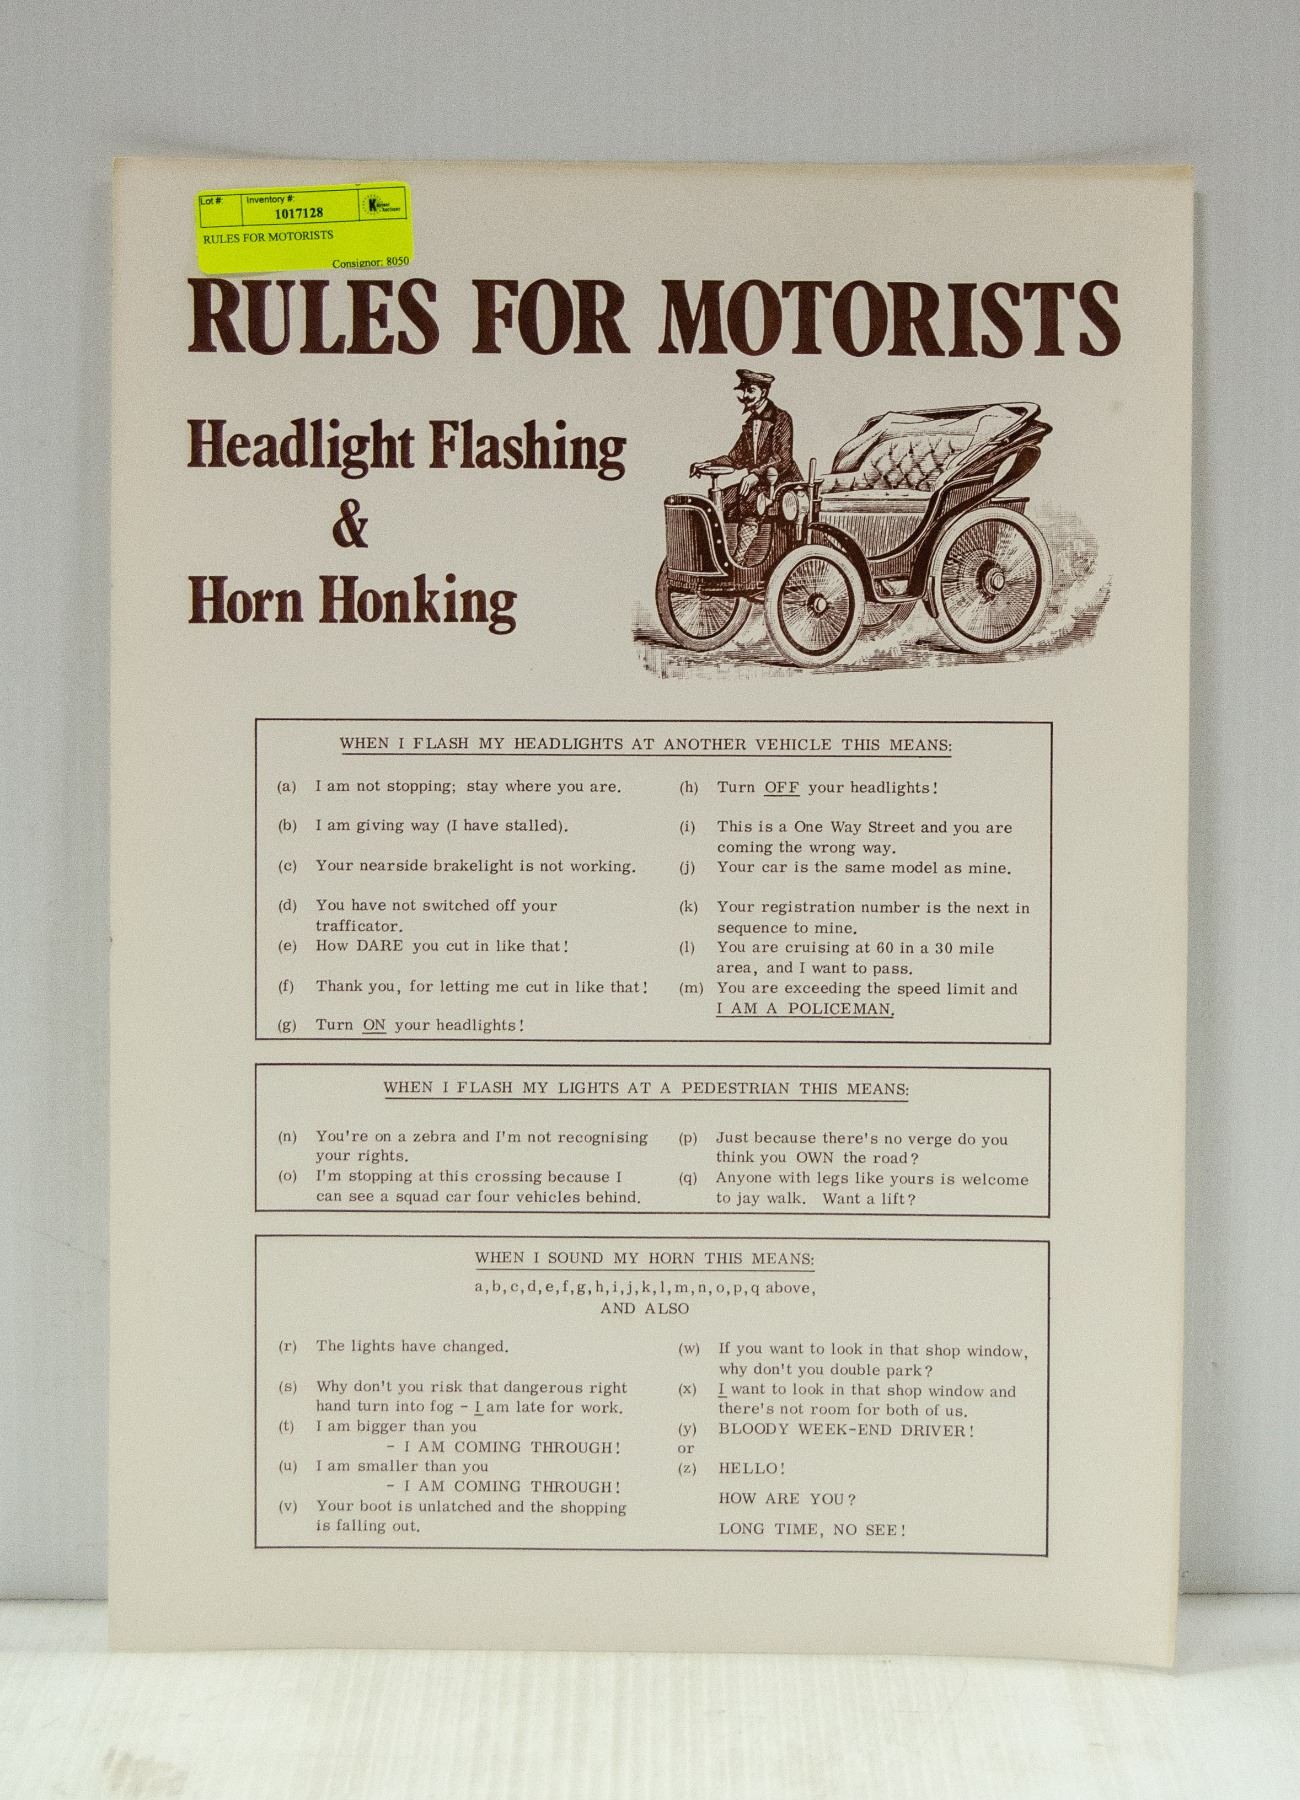 Lot #:
Inventory #:
1017128
RULES FOR MOTORISTS
Consignor: 8050
RULES FOR MOTORISTS
Headlight Flashing
&
Horn Honking
WHEN I FLASH MY HEADLIGHTS AT ANOTHER VEHICLE THIS MEANS:
(a) I am not stopping; stay where you are.
(b) I am giving way (I have stalled).
(c) Your nearside brakelight is not working.
(d) You have not switched off your
trafficator.
(e) How DARE you cut in like that!
(f) Thank you, for letting me cut in like that!
(g) Turn ON your headlights!
(h) Turn OFF your headlights!
(i) This is a One Way Street and you are
coming the wrong way.
(j) Your car is the same model as mine.
(k) Your registration number is the next in
sequence to mine.
(l) You are cruising at 60 in a 30 mile
area, and I want to pass.
(m) You are exceeding the speed limit and
I AM A POLICEMAN.
WHEN I FLASH MY LIGHTS AT A PEDESTRIAN THIS MEANS:
(n) You're on a zebra and I'm not recognising
your rights.
(o) I'm stopping at this crossing because I
can see a squad car four vehicles behind.
(p) Just because there's no verge do you
think you OWN the road?
(q) Anyone with legs like yours is welcome
to jay walk. Want a lift?
WHEN I SOUND MY HORN THIS MEANS:
a,b,c,d,e,f,g,h,i,j,k,l,m,n,o,p,q above,
AND ALSO
(r) The lights have changed.
(s) Why don't you risk that dangerous right
hand turn into fog - I am late for work.
(t) I am bigger than you
- I AM COMING THROUGH!
(u) I am smaller than you
- I AM COMING THROUGH!
(v) Your boot is unlatched and the shopping
is falling out.
(w) If you want to look in that shop window,
why don't you double park?
(x) I want to look in that shop window and
there's not room for both of us.
(y) BLOODY WEEK-END DRIVER!
or
(z) HELLO!
HOW ARE YOU?
LONG TIME, NO SEE!